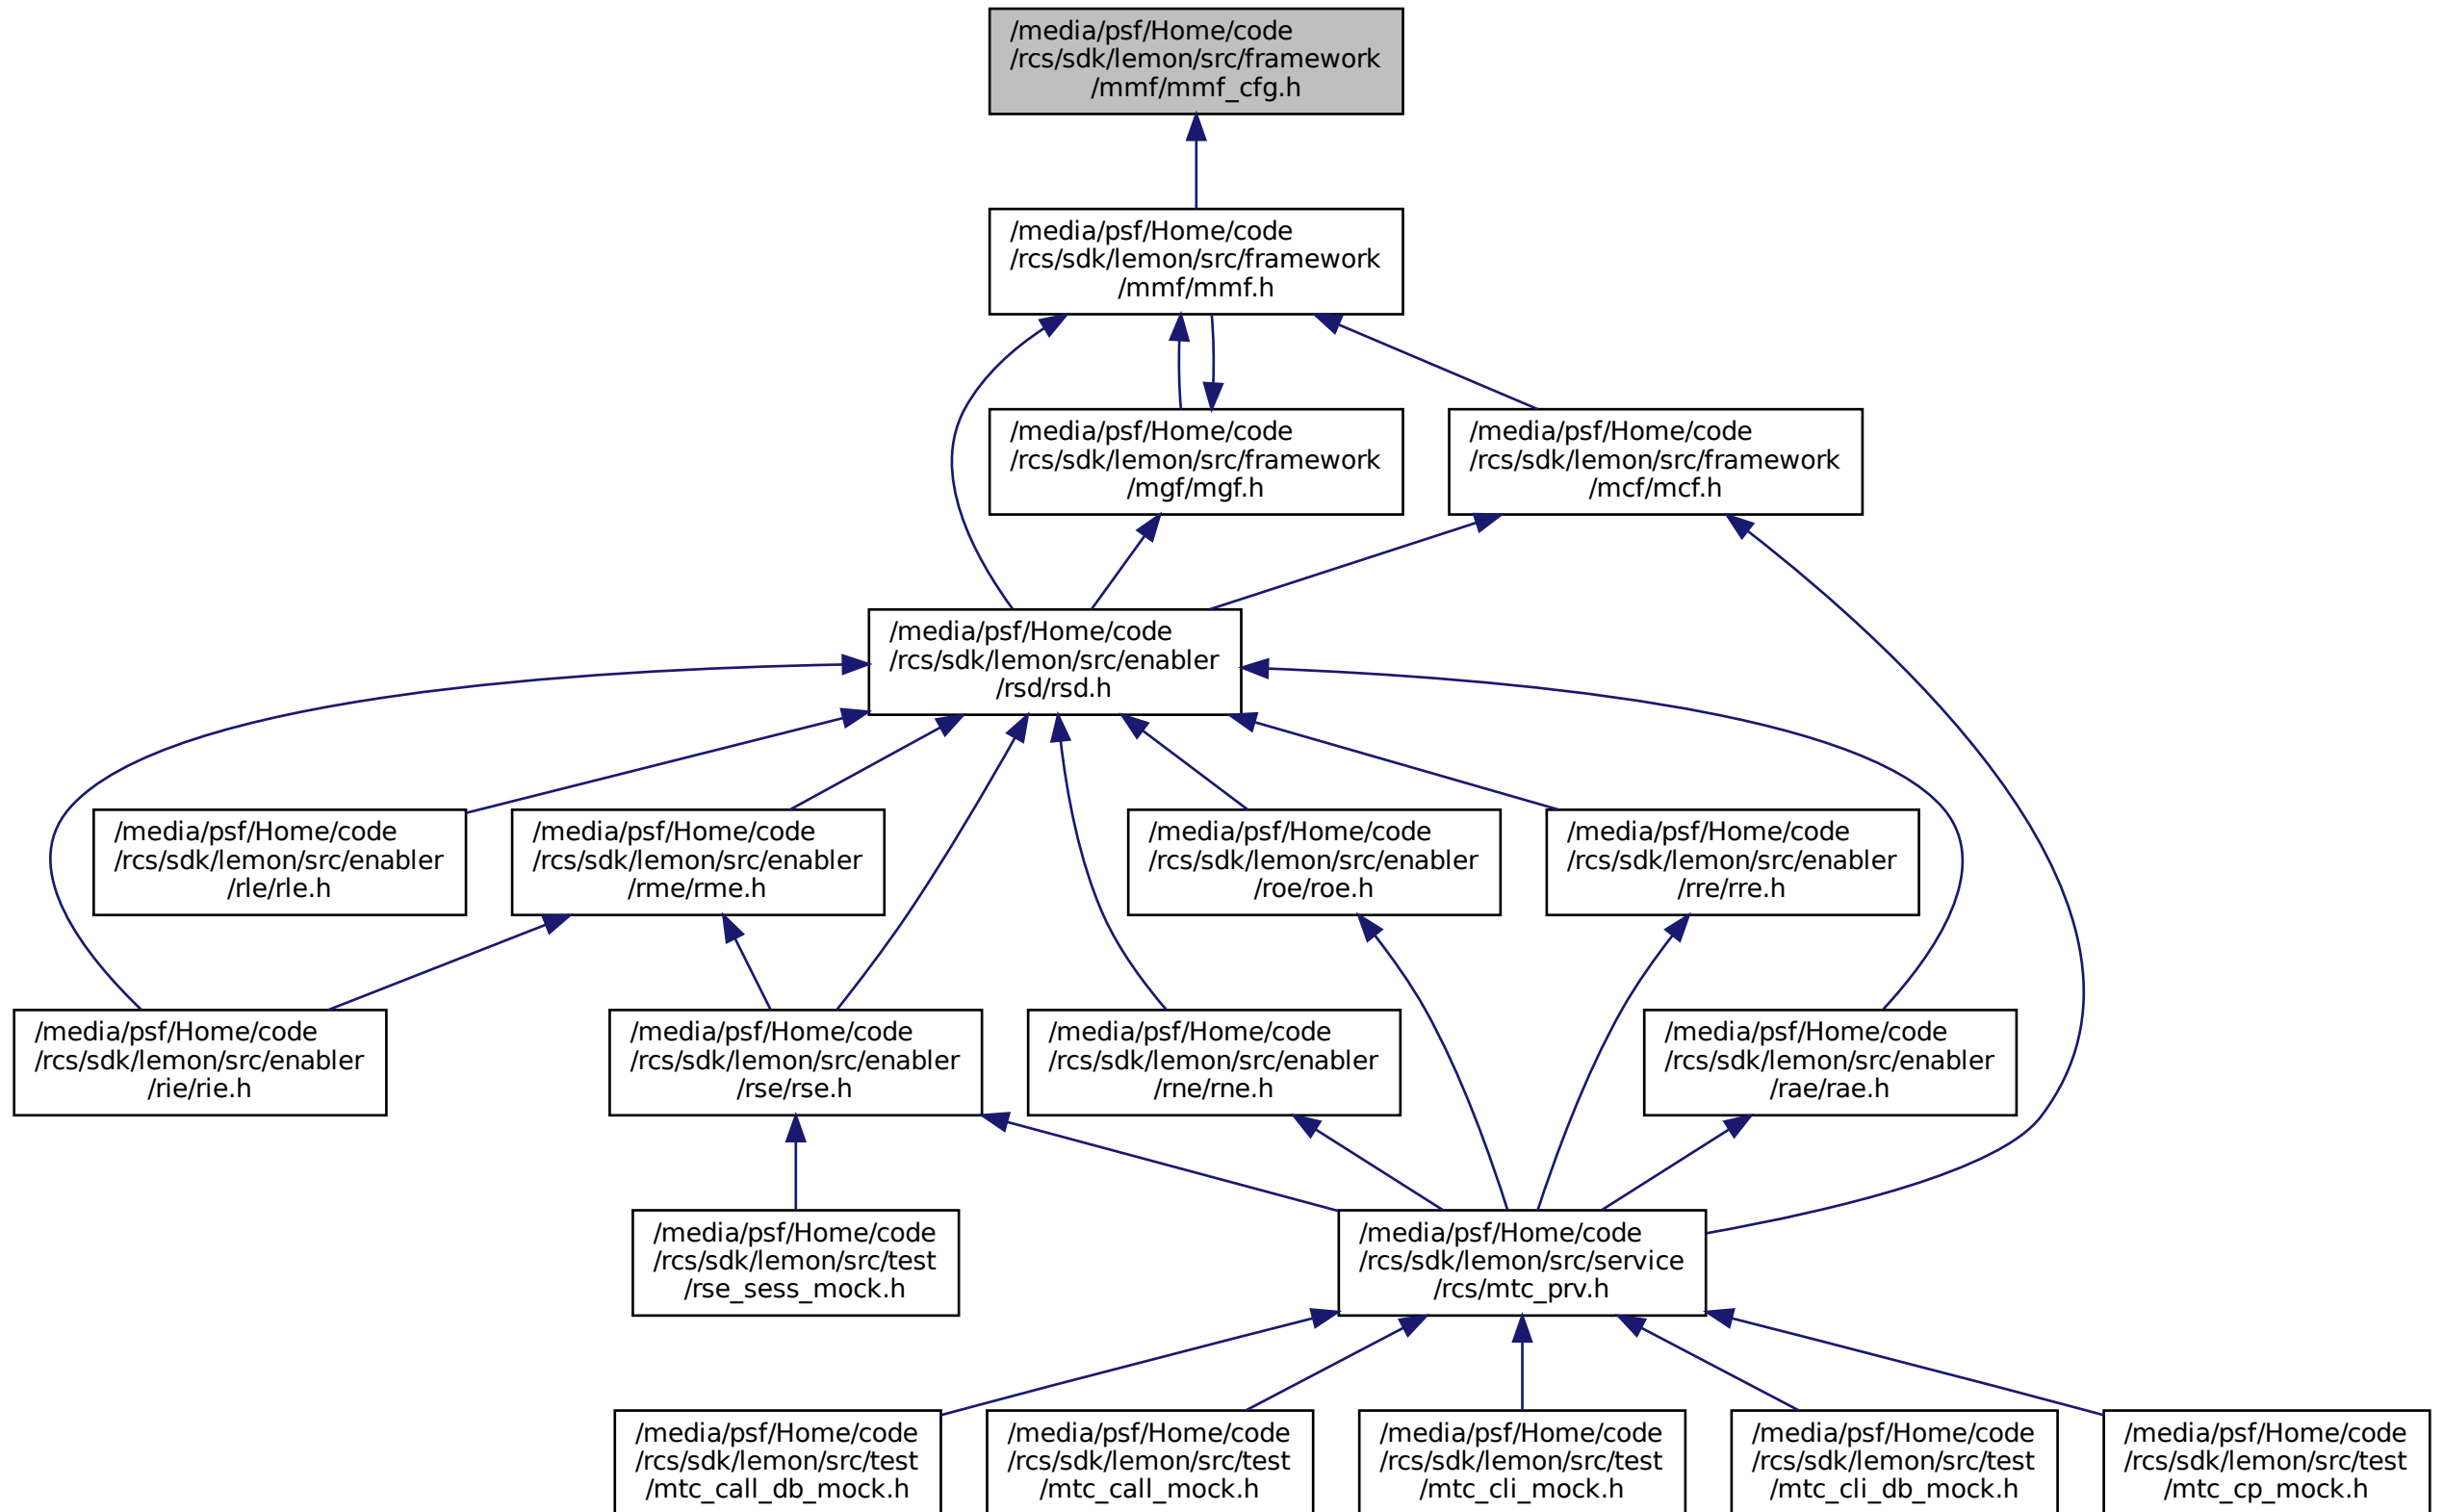 /media/psf/Home/code
/rcs/sdk/lemon/src/framework
/mmf/mmf_cfg.h
/media/psf/Home/code
/rcs/sdk/lemon/src/framework
/mmf/mmf.h
/media/psf/Home/code
/rcs/sdk/lemon/src/framework
/mgf/mgf.h
/media/psf/Home/code
/rcs/sdk/lemon/src/framework
/mcf/mcf.h
/media/psf/Home/code
/rcs/sdk/lemon/src/enabler
/rsd/rsd.h
/media/psf/Home/code
/rcs/sdk/lemon/src/enabler
/rle/rle.h
/media/psf/Home/code
/rcs/sdk/lemon/src/enabler
/rme/rme.h
/media/psf/Home/code
/rcs/sdk/lemon/src/enabler
/roe/roe.h
/media/psf/Home/code
/rcs/sdk/lemon/src/enabler
/rre/rre.h
/media/psf/Home/code
/rcs/sdk/lemon/src/enabler
/rie/rie.h
/media/psf/Home/code
/rcs/sdk/lemon/src/enabler
/rse/rse.h
/media/psf/Home/code
/rcs/sdk/lemon/src/enabler
/rne/rne.h
/media/psf/Home/code
/rcs/sdk/lemon/src/enabler
/rae/rae.h
/media/psf/Home/code
/rcs/sdk/lemon/src/test
/rse_sess_mock.h
/media/psf/Home/code
/rcs/sdk/lemon/src/service
/rcs/mtc_prv.h
/media/psf/Home/code
/rcs/sdk/lemon/src/test
/mtc_call_db_mock.h
/media/psf/Home/code
/rcs/sdk/lemon/src/test
/mtc_call_mock.h
/media/psf/Home/code
/rcs/sdk/lemon/src/test
/mtc_cli_mock.h
/media/psf/Home/code
/rcs/sdk/lemon/src/test
/mtc_cli_db_mock.h
/media/psf/Home/code
/rcs/sdk/lemon/src/test
/mtc_cp_mock.h